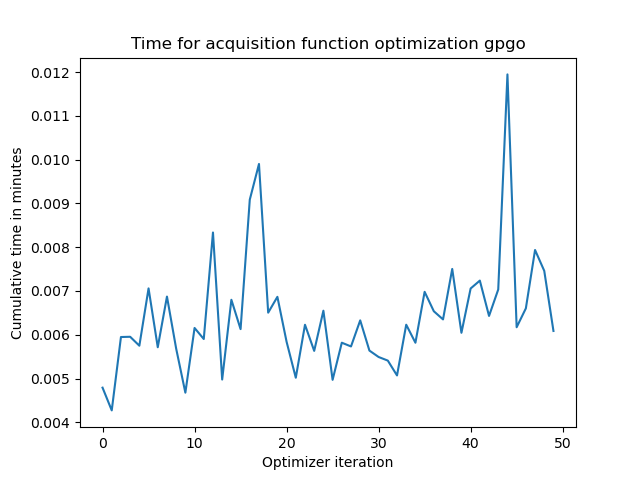 Time for acquisition function optimization gpgo
Cumulative time in minutes
0.012
0.011
0.010
0.009
0.008
0.007
0.006
0.005
0.004
0 10 20 30 40 50
Optimizer iteration